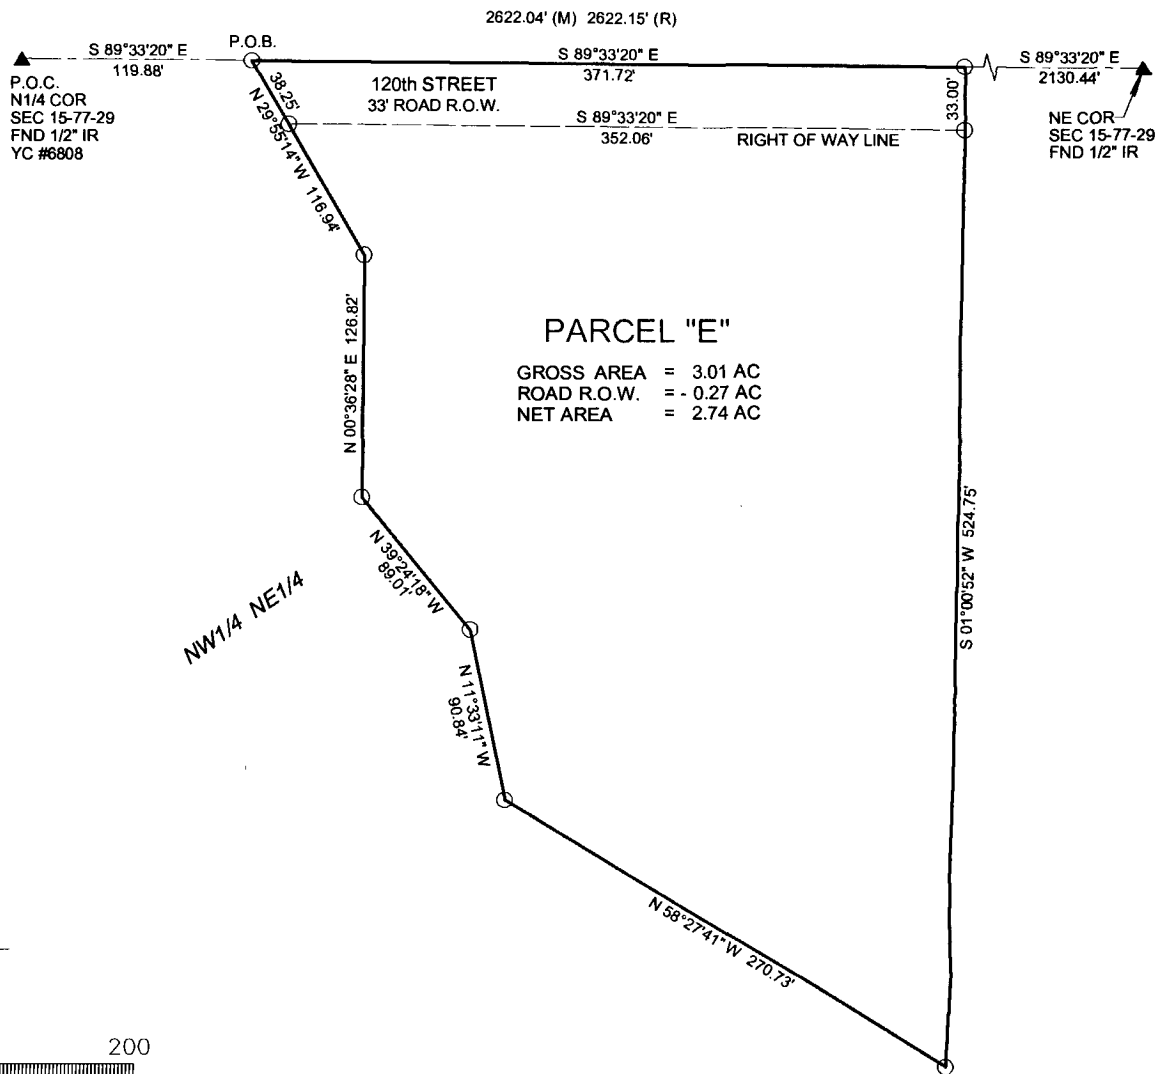 2622.04' (M) 2622.15' (R)
S 89°33'20" E
119.88'
P.O.B.
S 89°33'20" E
371.72'
S 89°33'20" E
2130.44'
P.O.C.
N1/4 COR
SEC 15-77-29
FND 1/2" IR
YC #6808
120th STREET
33' ROAD R.O.W.
38.25'
33.00'
NE COR
SEC 15-77-29
FND 1/2" IR
S 89°33'20" E
352.06'
RIGHT OF WAY LINE
N 29°55'14" W 116.94'
N 00°36'28" E 126.82'
PARCEL "E"
GROSS AREA = 3.01 AC
ROAD R.O.W. = - 0.27 AC
NET AREA = 2.74 AC
S 01°00'52" W 524.75'
N 39°24'18" W
89.01'
NW1/4 NE1/4
N 11°33'11" W
90.84'
N 58°27'41" W 270.73'
200